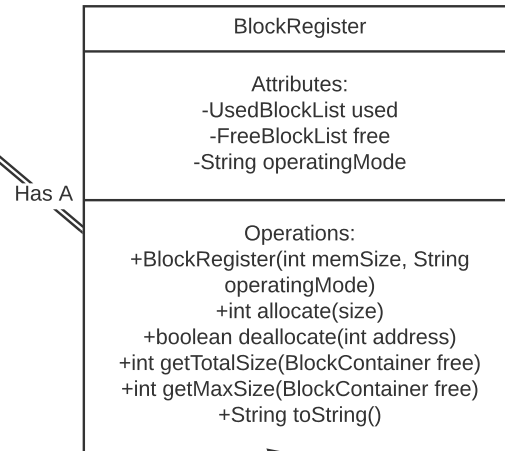 BlockRegister
Attributes:
-UsedBlockList used
-FreeBlockList free
-String operatingMode
Has A
Operations:
+BlockRegister(int memSize, String
operatingMode)
+int allocate(size)
+boolean deallocate(int address)
+int getTotalSize(BlockContainer free)
+int getMaxSize(BlockContainer free)
+String toString()